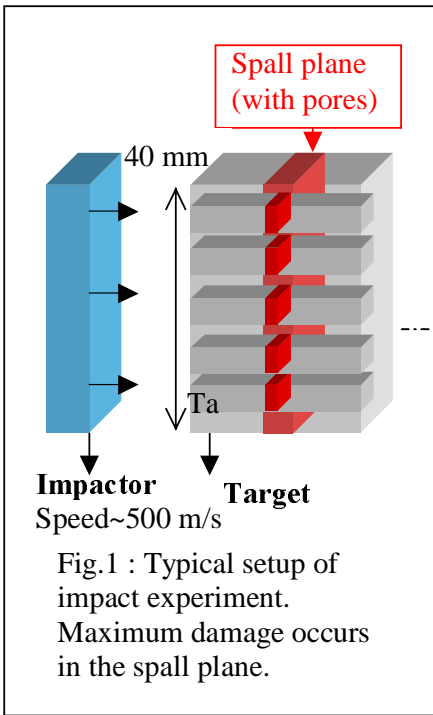 Spall plane
(with pores)
40 mm
Ta
Impactor
Target
Speed~500 m/s
Fig.1 : Typical setup of
impact experiment.
Maximum damage occurs
in the spall plane.